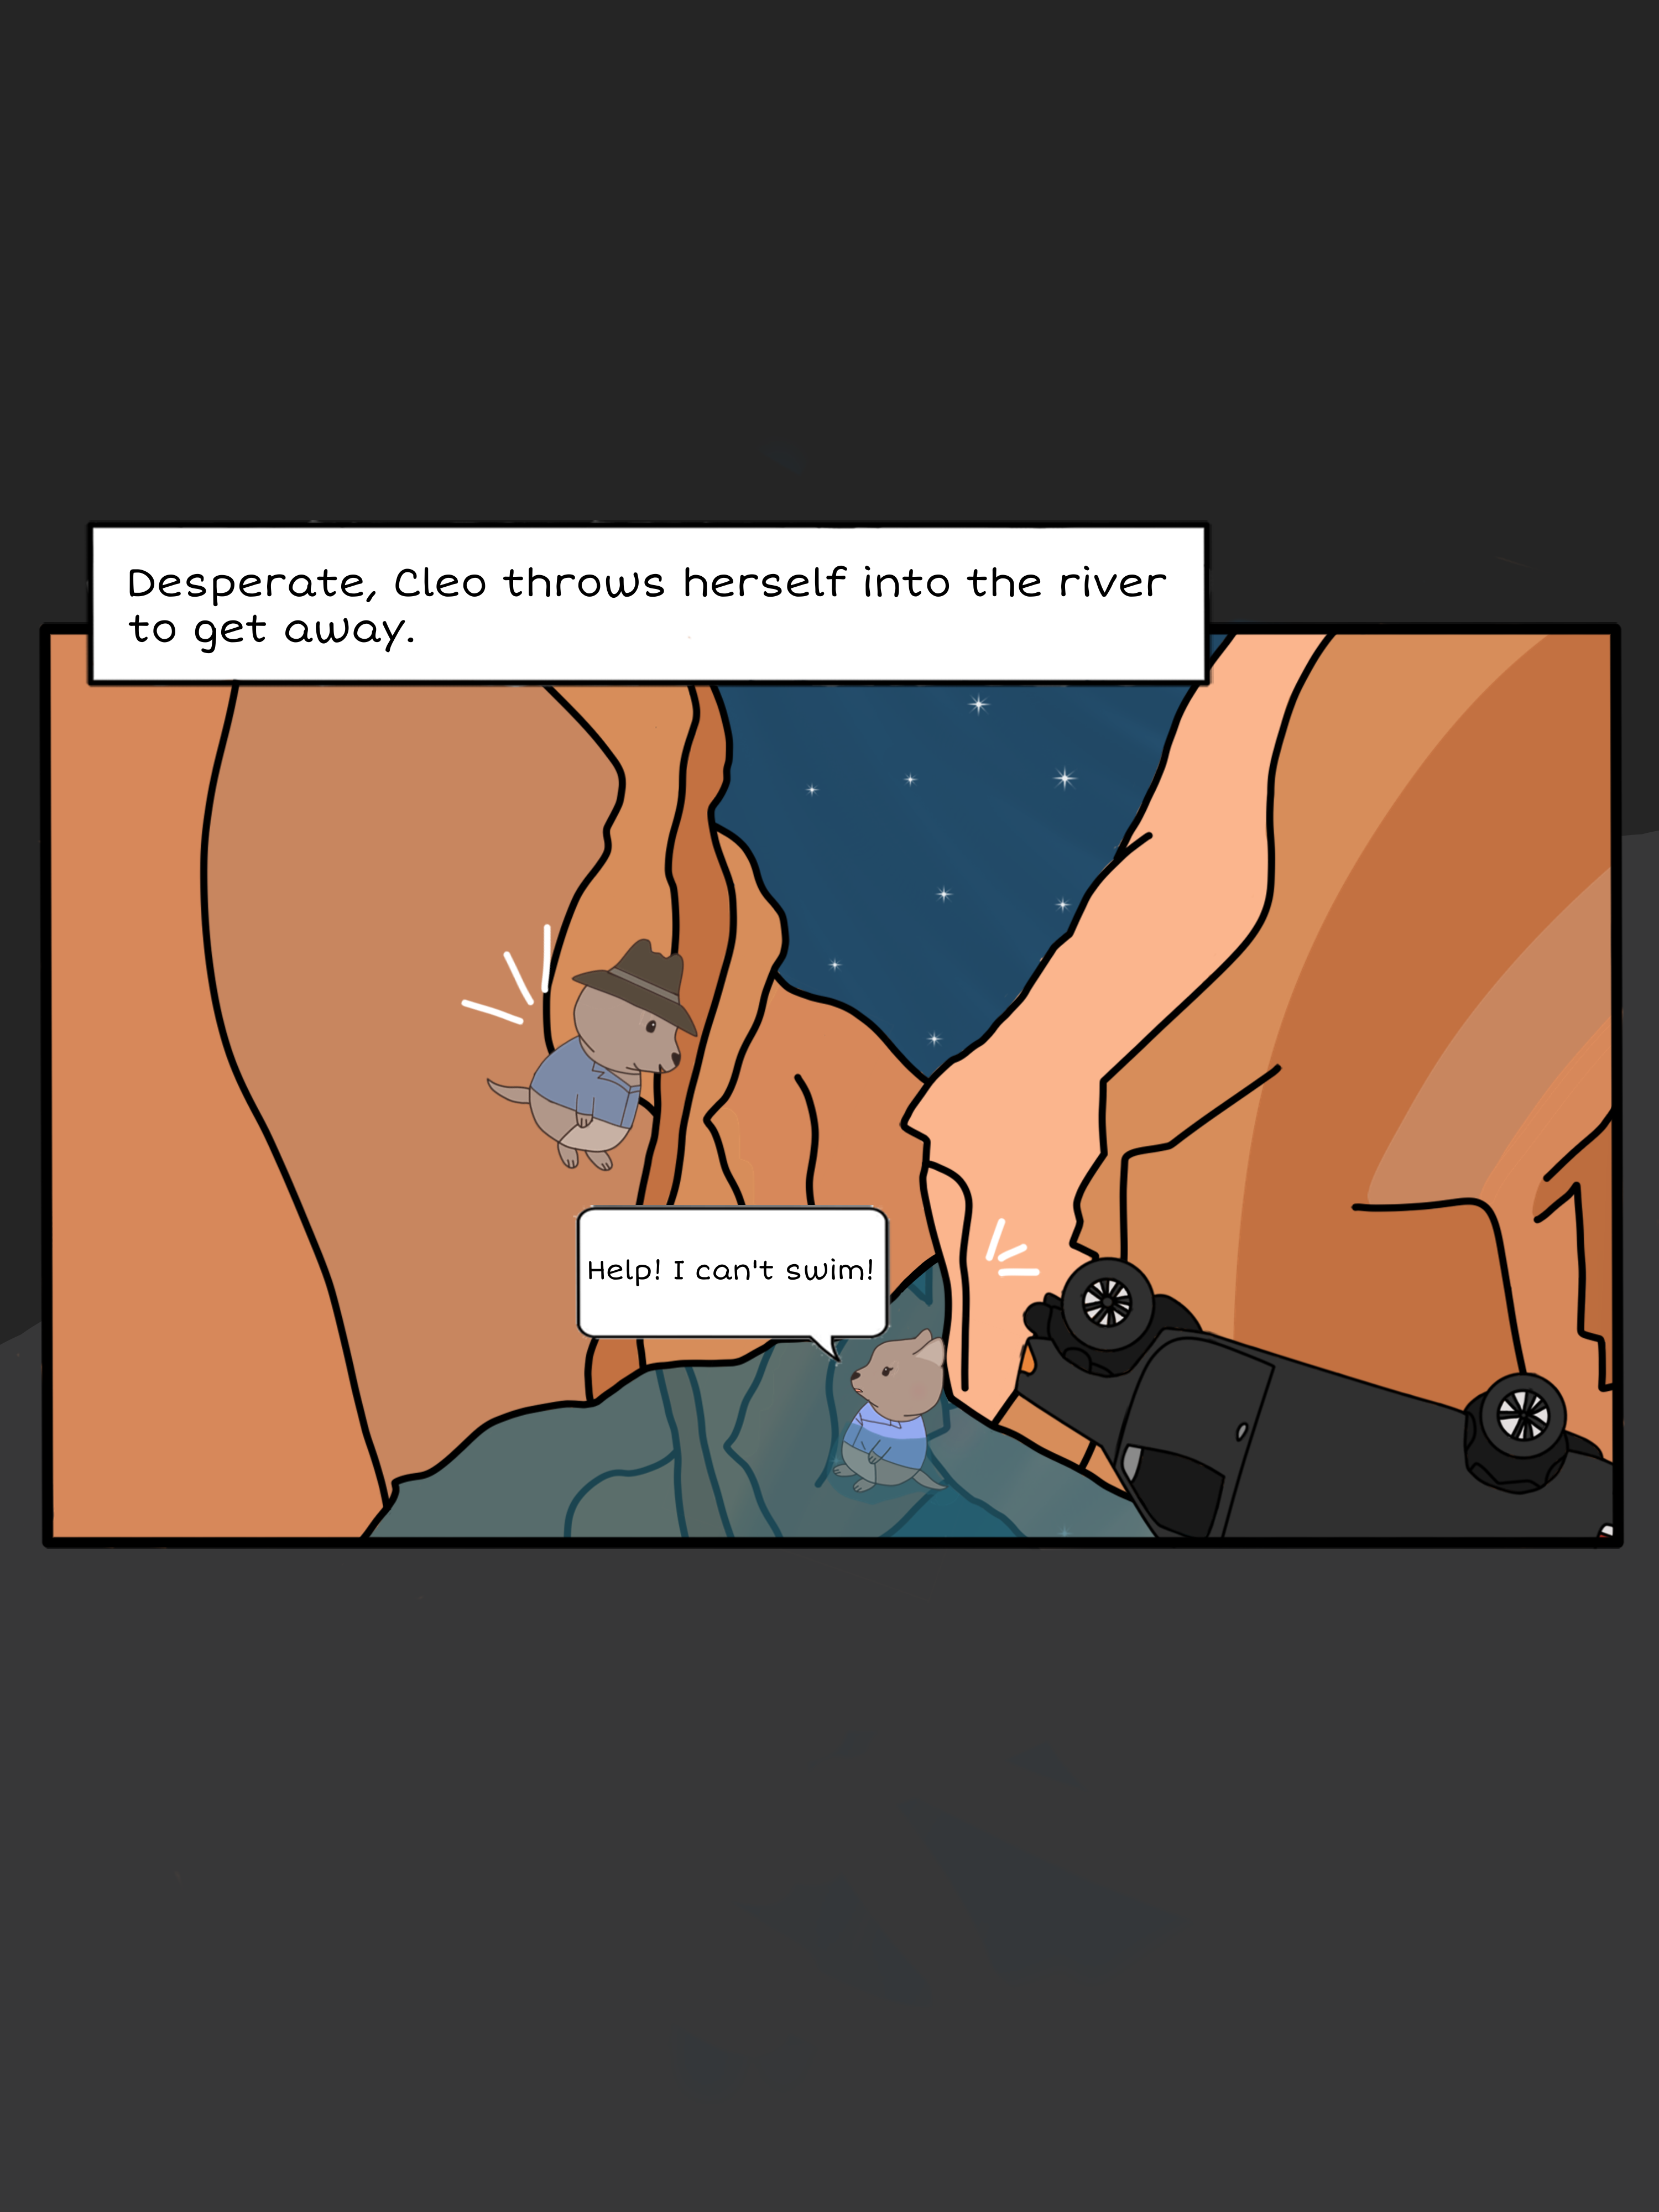 Desperate, Cleo throws herself into the river
to get away.
Help! I can't swim!